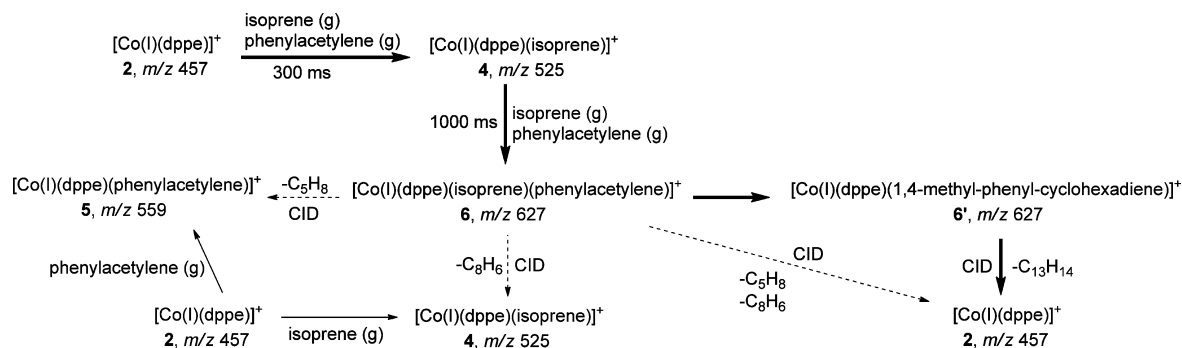 isoprene (g)
phenylacetylene (g)
[Co(I)(dppe)]+
[Co(I)(dppe)(isoprene)]+
2, m/z 457
300 ms
4, m/z 525
1000 ms
isoprene (g)
phenylacetylene (g)
[Co(I)(dppe)(phenylacetylene)]+
-C5H8
[Co(I)(dppe)(isoprene)(phenylacetylene)]+
[Co(I)(dppe)(1,4-methyl-phenyl-cyclohexadiene)]+
5, m/z 559
CID
6, m/z 627
6', m/z 627
phenylacetylene (g)
-C8H6
CID
CID
-C5H8
-C8H6
CID
-C13H14
[Co(I)(dppe)]+
isoprene (g)
[Co(I)(dppe)(isoprene)]+
[Co(I)(dppe)]+
2, m/z 457
4, m/z 525
2, m/z 457